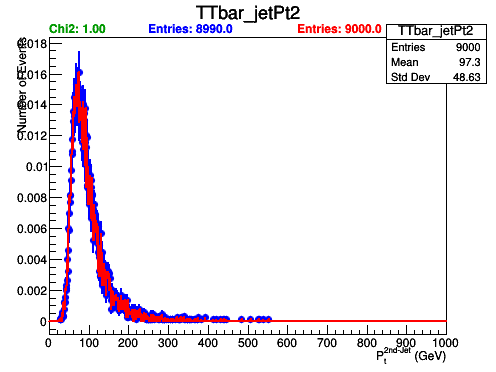 TTbar_jetPt2
Chi2: 1.00 Entries: 8990.0 Entries: 9000.0
TTbar_jetPt2
Entries 9000
Mean 97.3
Std Dev 48.63
Number of Events
0.018
0.016
0.014
0.012
0.01
0.008
0.006
0.004
0.002
0
0 100 200 300 400 500 600 700 800 900 1000
P_t^2nd-Jet (GeV)